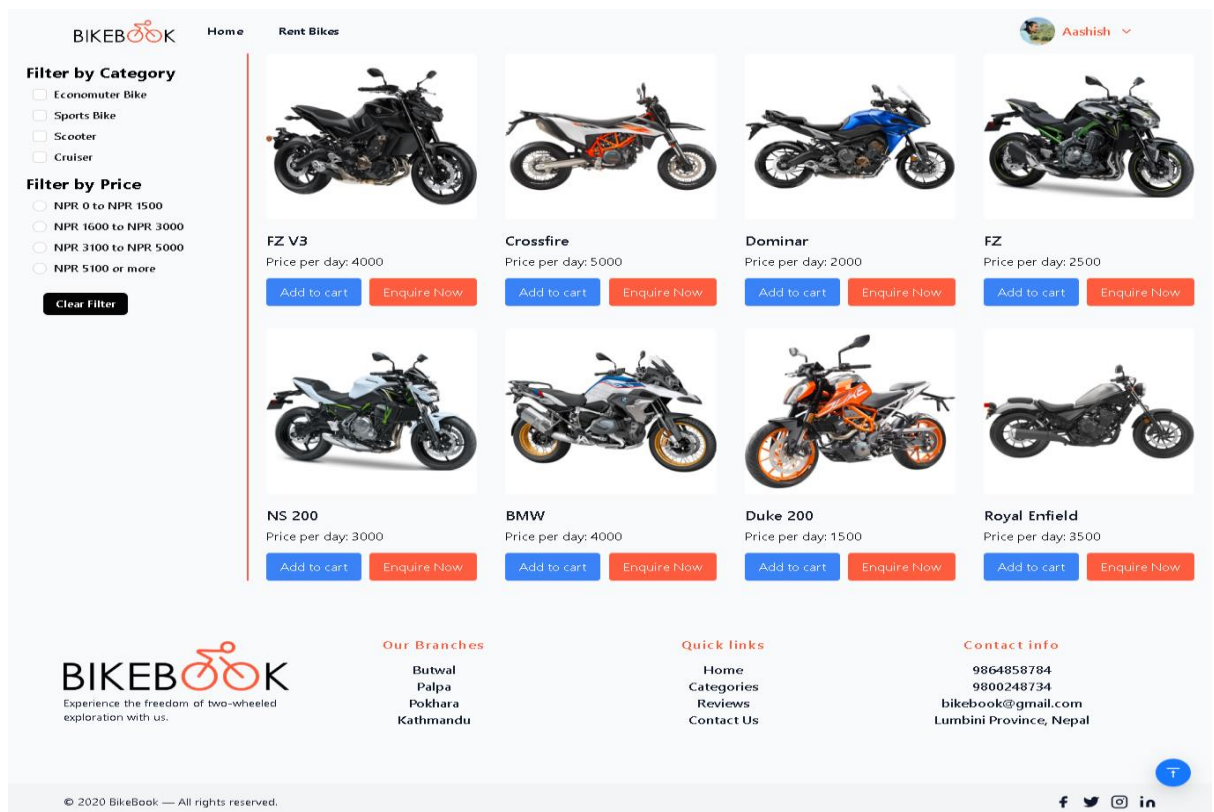 BIKEBOOK
Home
Rent Bikes
Aashish
Filter by Category
Economuter Bike
Sports Bike
Scooter
Cruiser
Filter by Price
NPR 0 to NPR 1500
NPR 1600 to NPR 3000
NPR 3100 to NPR 5000
NPR 5100 or more
Clear Filter
FZ V3
Price per day: 4000
Add to cart
Enquire Now
Crossfire
Price per day: 5000
Add to cart
Enquire Now
Dominar
Price per day: 2000
Add to cart
Enquire Now
FZ
Price per day: 2500
Add to cart
Enquire Now
NS 200
Price per day: 3000
Add to cart
Enquire Now
BMW
Price per day: 4000
Add to cart
Enquire Now
DUKE
Duke 200
Price per day: 1500
Add to cart
Enquire Now
Royal Enfield
Price per day: 3500
Add to cart
Enquire Now
BIKEBOOK
Experience the freedom of two-wheeled
exploration with us.
Our Branches
Butwal
Palpa
Pokhara
Kathmandu
Quick links
Home
Categories
Reviews
Contact Us
Contact info
9864858784
9800248734
bikebook@gmail.com
Lumbini Province, Nepal
© 2020 BikeBook — All rights reserved.